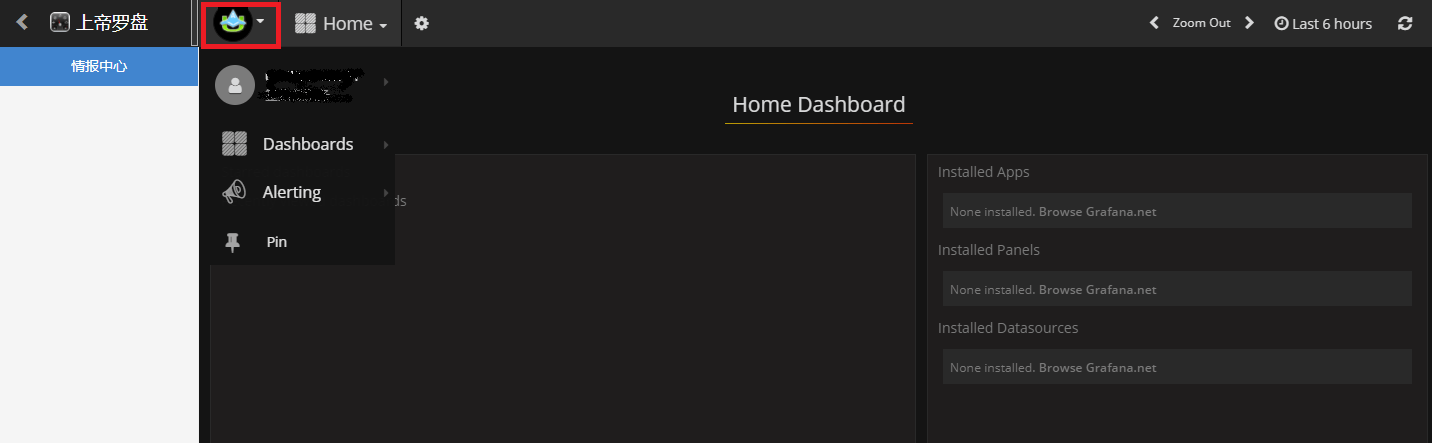 上帝罗盘
Home
Zoom Out
Last 6 hours
情报中心
Home Dashboard
Dashboards
Alerting
ds
Pin
Installed Apps
None installed. Browse Grafana.net
Installed Panels
None installed. Browse Grafana.net
Installed Datasources
None installed. Browse Grafana.net